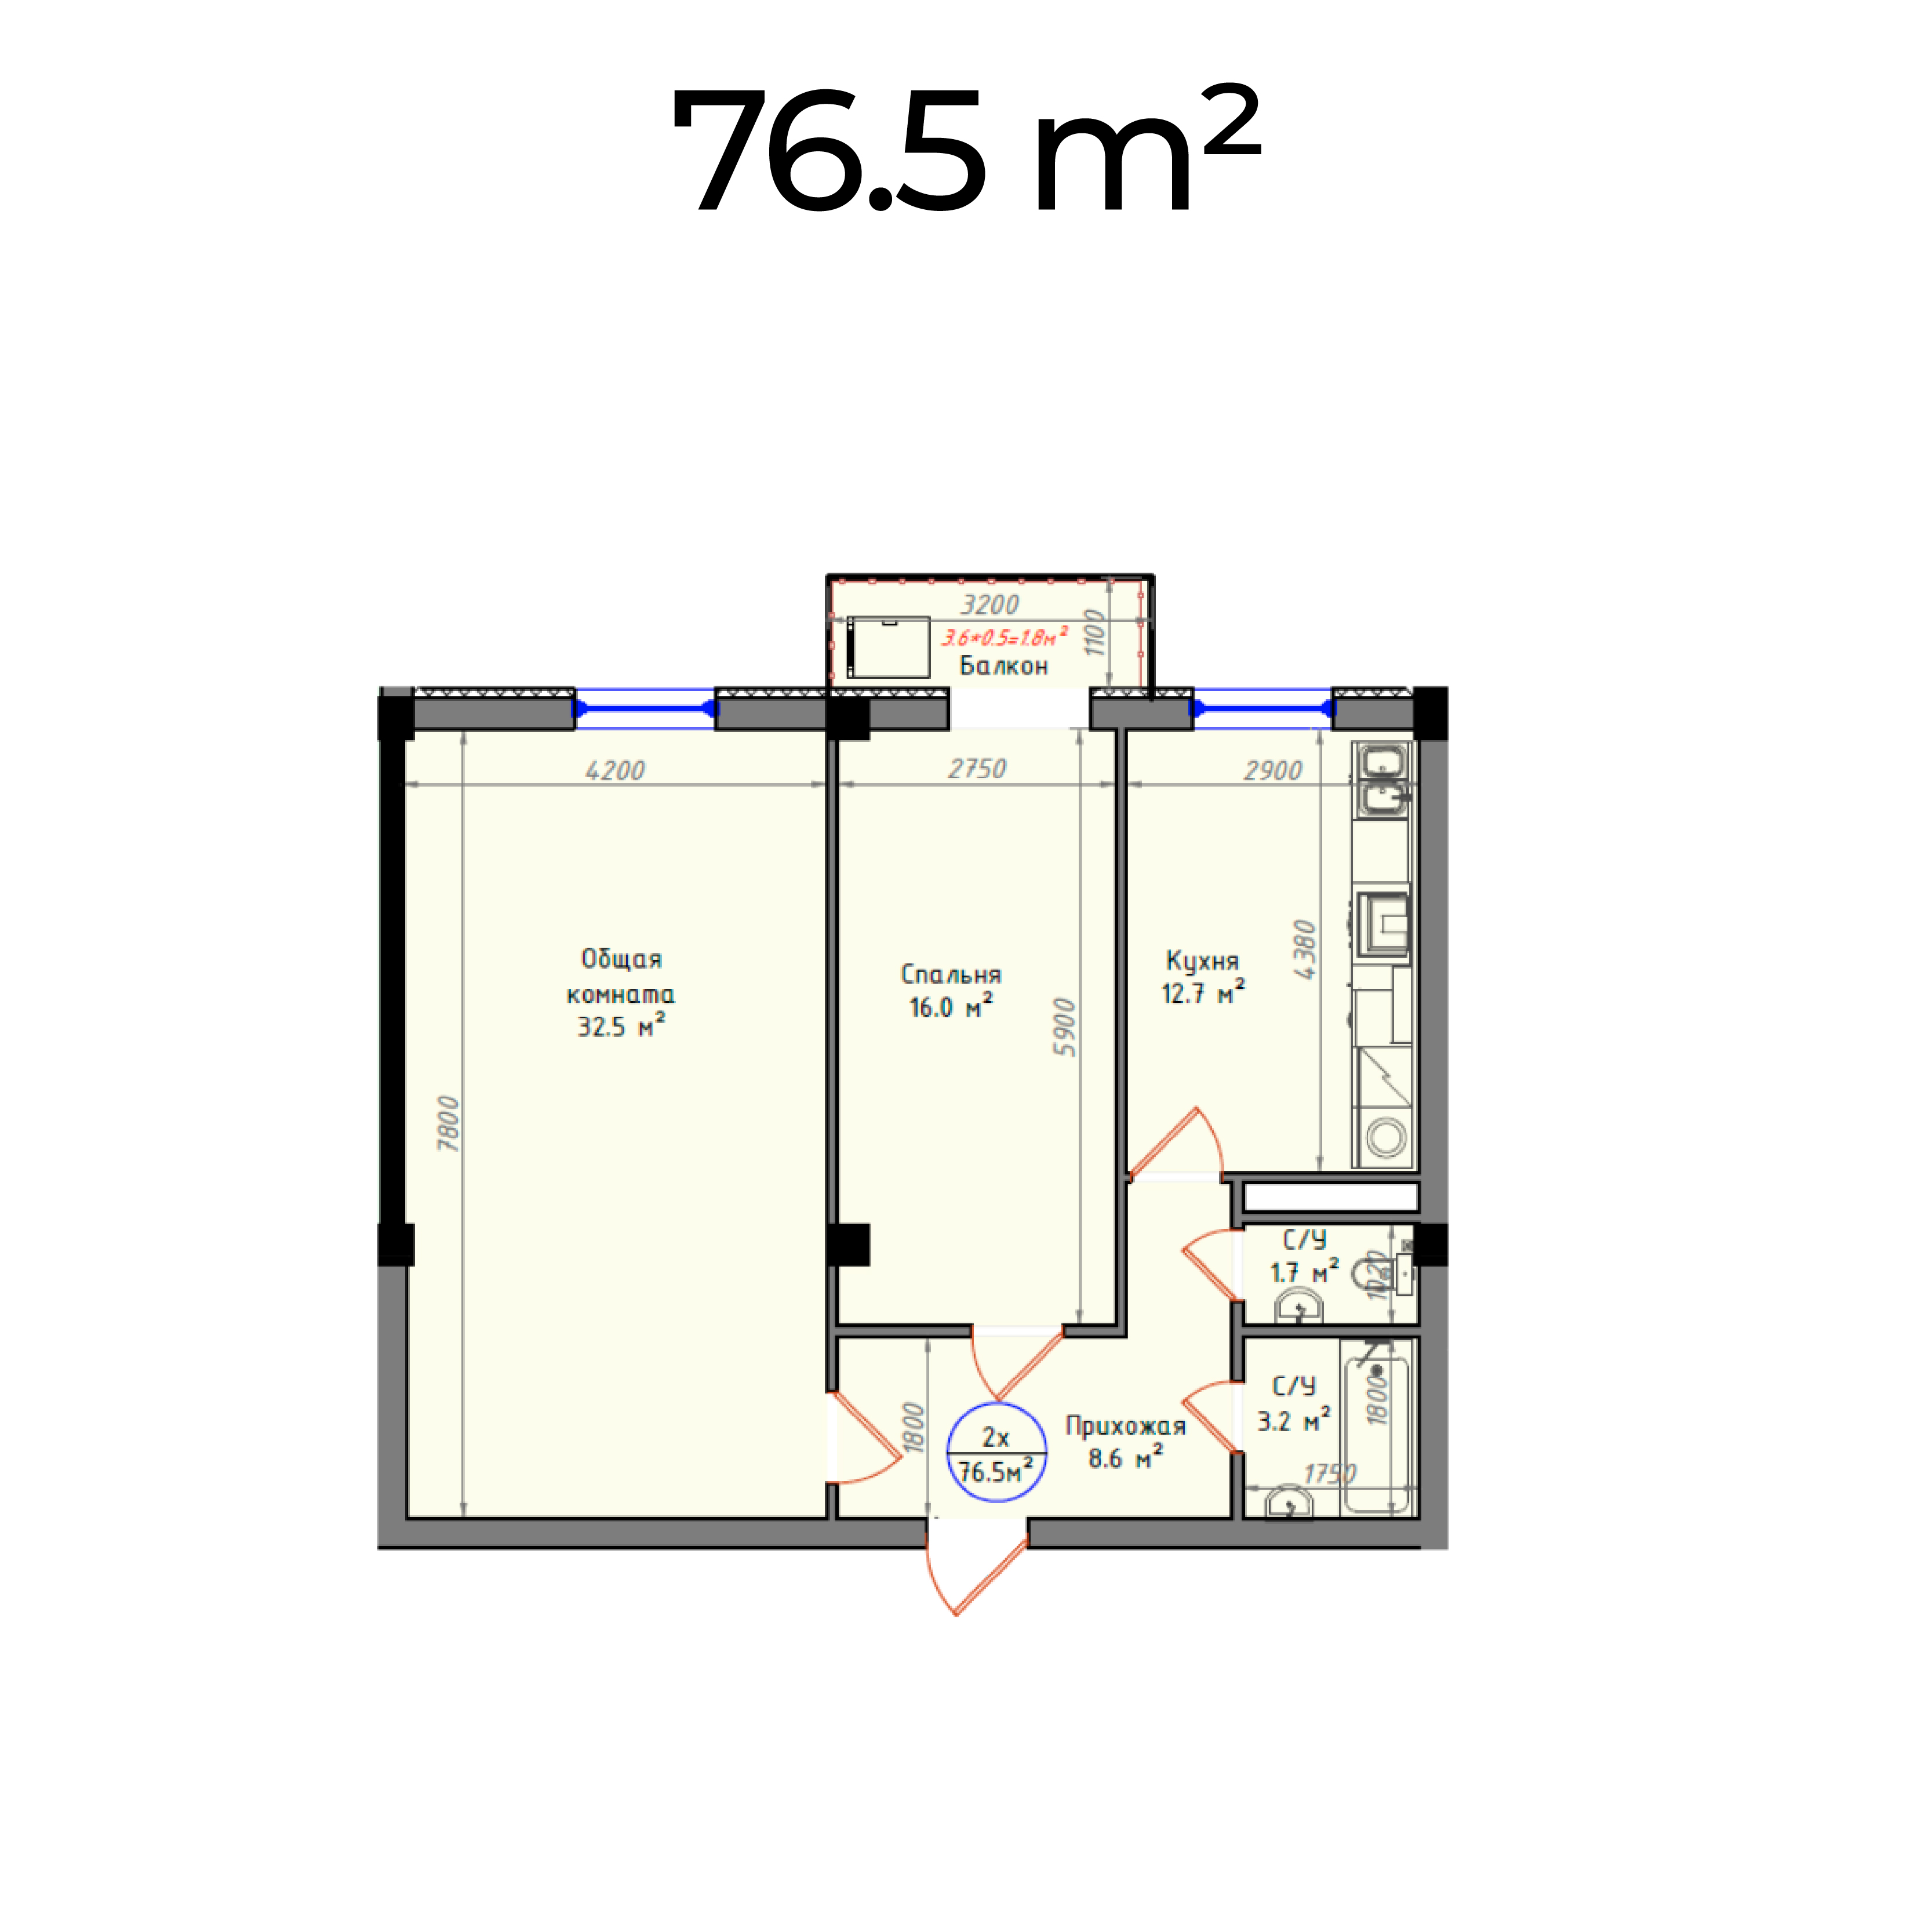 76.5 m²
3200
1100
3.6*0.5=1.8м²
Балкон
4200
2750
2900
Общая
комната
32.5 м²
7800
Спальня
16.0 м²
5900
Кухня
12.7 м²
4380
С/У
1.7 м²
1020
С/У
3.2 м²
1800
1750
Прихожая
8.6 м²
1800
2х
76.5м²